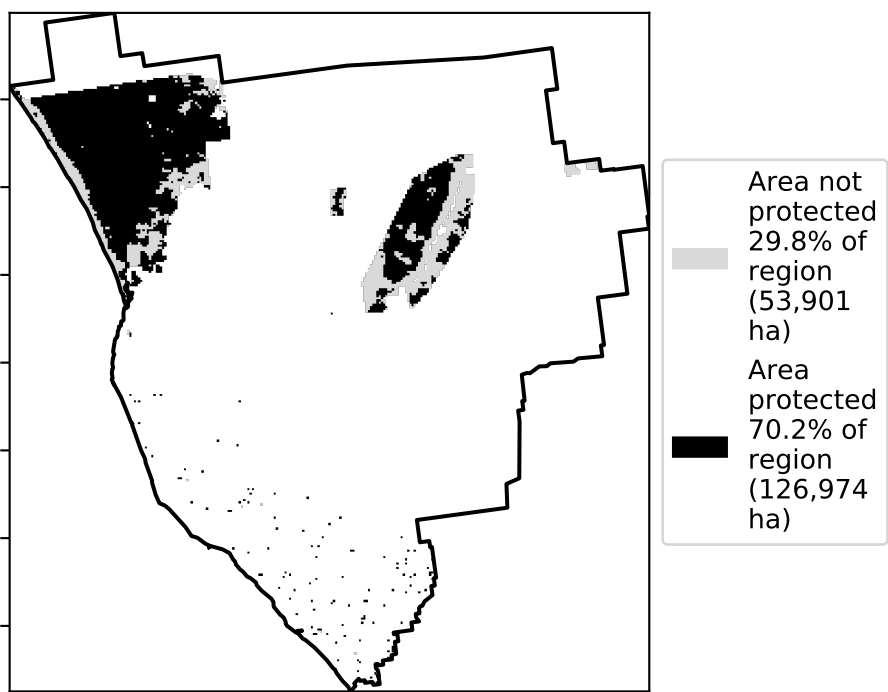 Area not
protected
29.8% of
region
(53,901
ha)
Area
protected
70.2% of
region
(126,974
ha)